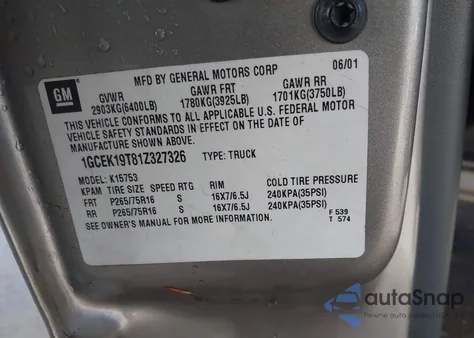 06/01
MFD BY GENERAL MOTORS CORP
GM
GVWR GAWR FRT GAWR RR
2903KG(6400LB) 1780KG(3925LB) 1701KG(3750LB)
THIS VEHICLE CONFORMS TO ALL APPLICABLE U.S. FEDERAL MOTOR
VEHICLE SAFETY STANDARDS IN EFFECT ON THE DATE OF
MANUFACTURE SHOWN ABOVE.
1GCEK19T81Z327326 TYPE: TRUCK
MODEL: K15753
KPAM TIRE SIZE SPEED RTG RIM COLD TIRE PRESSURE
FRT P265/75R16 S 16X7/6.5J 240KPA(35PSI)
RR P265/75R16 S 16X7/6.5J 240KPA(35PSI)
SEE OWNER'S MANUAL FOR MORE INFORMATION.
F 539
T 574
autoSnap